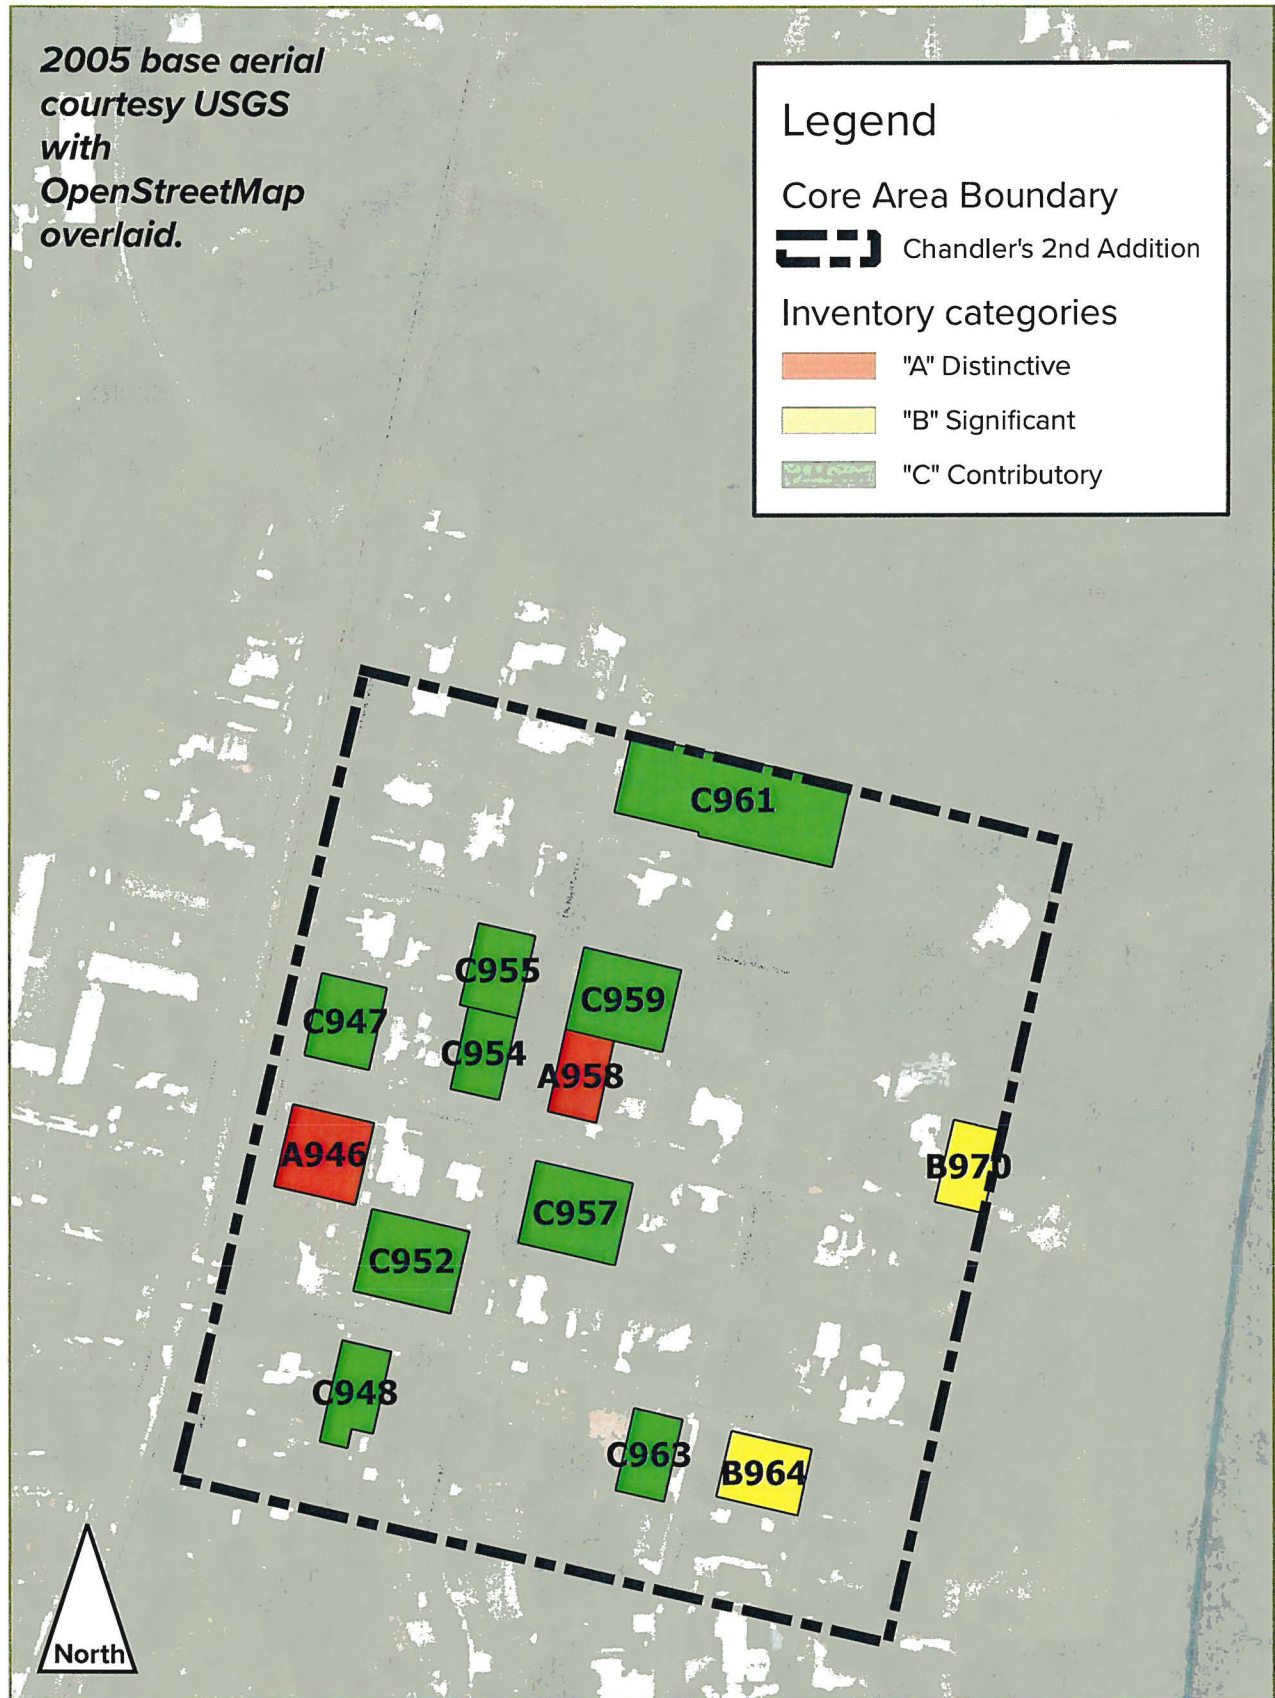 2005 base aerial
courtesy USGS
with
OpenStreetMap
overlaid.
Legend
Core Area Boundary
Chandler's 2nd Addition
Inventory categories
"A" Distinctive
"B" Significant
"C" Contributory
C961
C955
C959
C947
C954
A958
A946
B970
C957
C952
C948
C963
B964
North